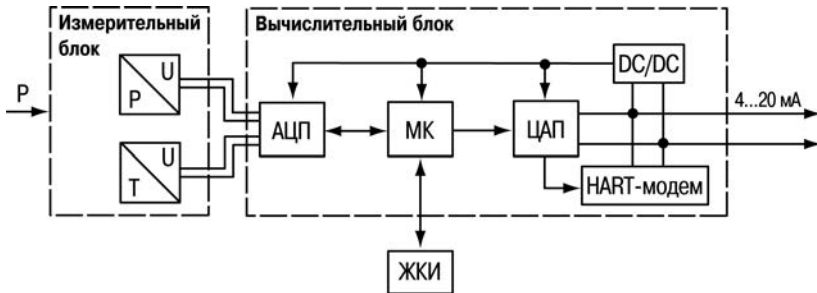 Измерительный
блок
Вычислительный блок
P
U
P
U
T
АЦП
МК
ЦАП
DC/DC
4...20 мА
HART-модем
ЖКИ